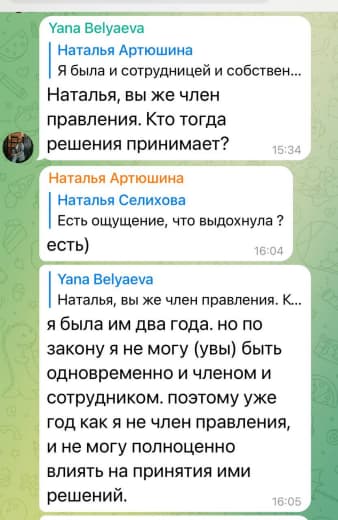 Yana Belyaeva
Наталья Артюшина
Я была и сотрудницей и собствен...
Наталья, вы же член
правления. Кто тогда
решения принимает?
15:34
Наталья Артюшина
Наталья Селихова
Есть ощущение, что выдохнула ?
есть)
16:04
Yana Belyaeva
Наталья, вы же член правления. К...
я была им два года. но по
закону я не могу (увы) быть
одновременно и членом и
сотрудником. поэтому уже
год как я не член правления,
и не могу полноценно
влиять на принятия ими
решений.
16:05